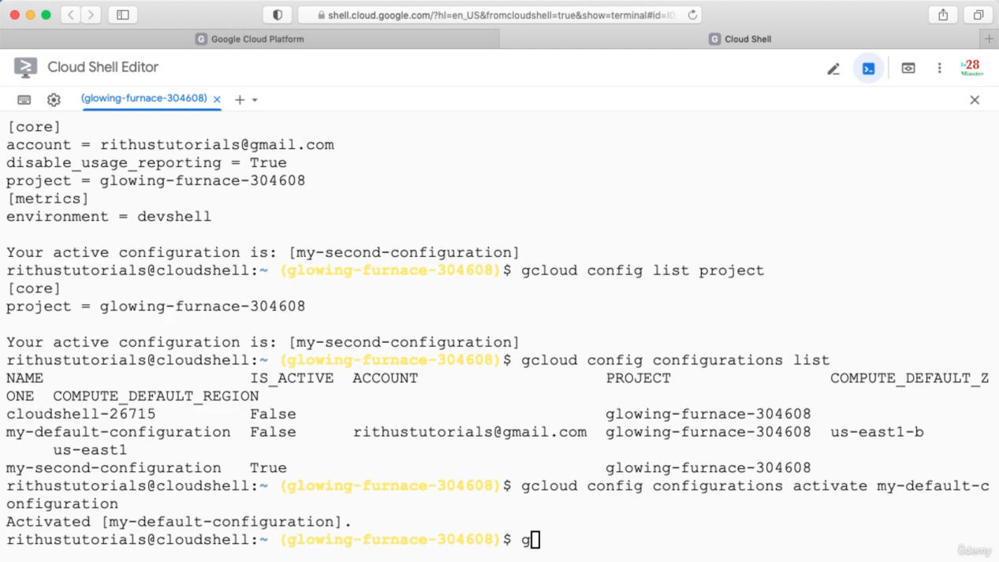 shell.cloud.google.com/?hl=en_US&fromcloudshell=true&show=terminal#id=I0_
Google Cloud Platform
Cloud Shell
Cloud Shell Editor
in28
Minutes
(glowing-furnace-304608)
[core]
account = rithustutorials@gmail.com
disable_usage_reporting = True
project = glowing-furnace-304608
[metrics]
environment = devshell
Your active configuration is: [my-second-configuration]
rithustutorials@cloudshell:~ (glowing-furnace-304608)$ gcloud config list project
[core]
project = glowing-furnace-304608
Your active configuration is: [my-second-configuration]
rithustutorials@cloudshell:~ (glowing-furnace-304608)$ gcloud config configurations list
NAME IS_ACTIVE ACCOUNT PROJECT COMPUTE_DEFAULT_Z
ONE COMPUTE_DEFAULT_REGION
cloudshell-26715 False glowing-furnace-304608
my-default-configuration False rithustutorials@gmail.com glowing-furnace-304608 us-east1-b
us-east1
my-second-configuration True glowing-furnace-304608
rithustutorials@cloudshell:~ (glowing-furnace-304608)$ gcloud config configurations activate my-default-c
onfiguration
Activated [my-default-configuration].
rithustutorials@cloudshell:~ (glowing-furnace-304608)$ g
ûdemy